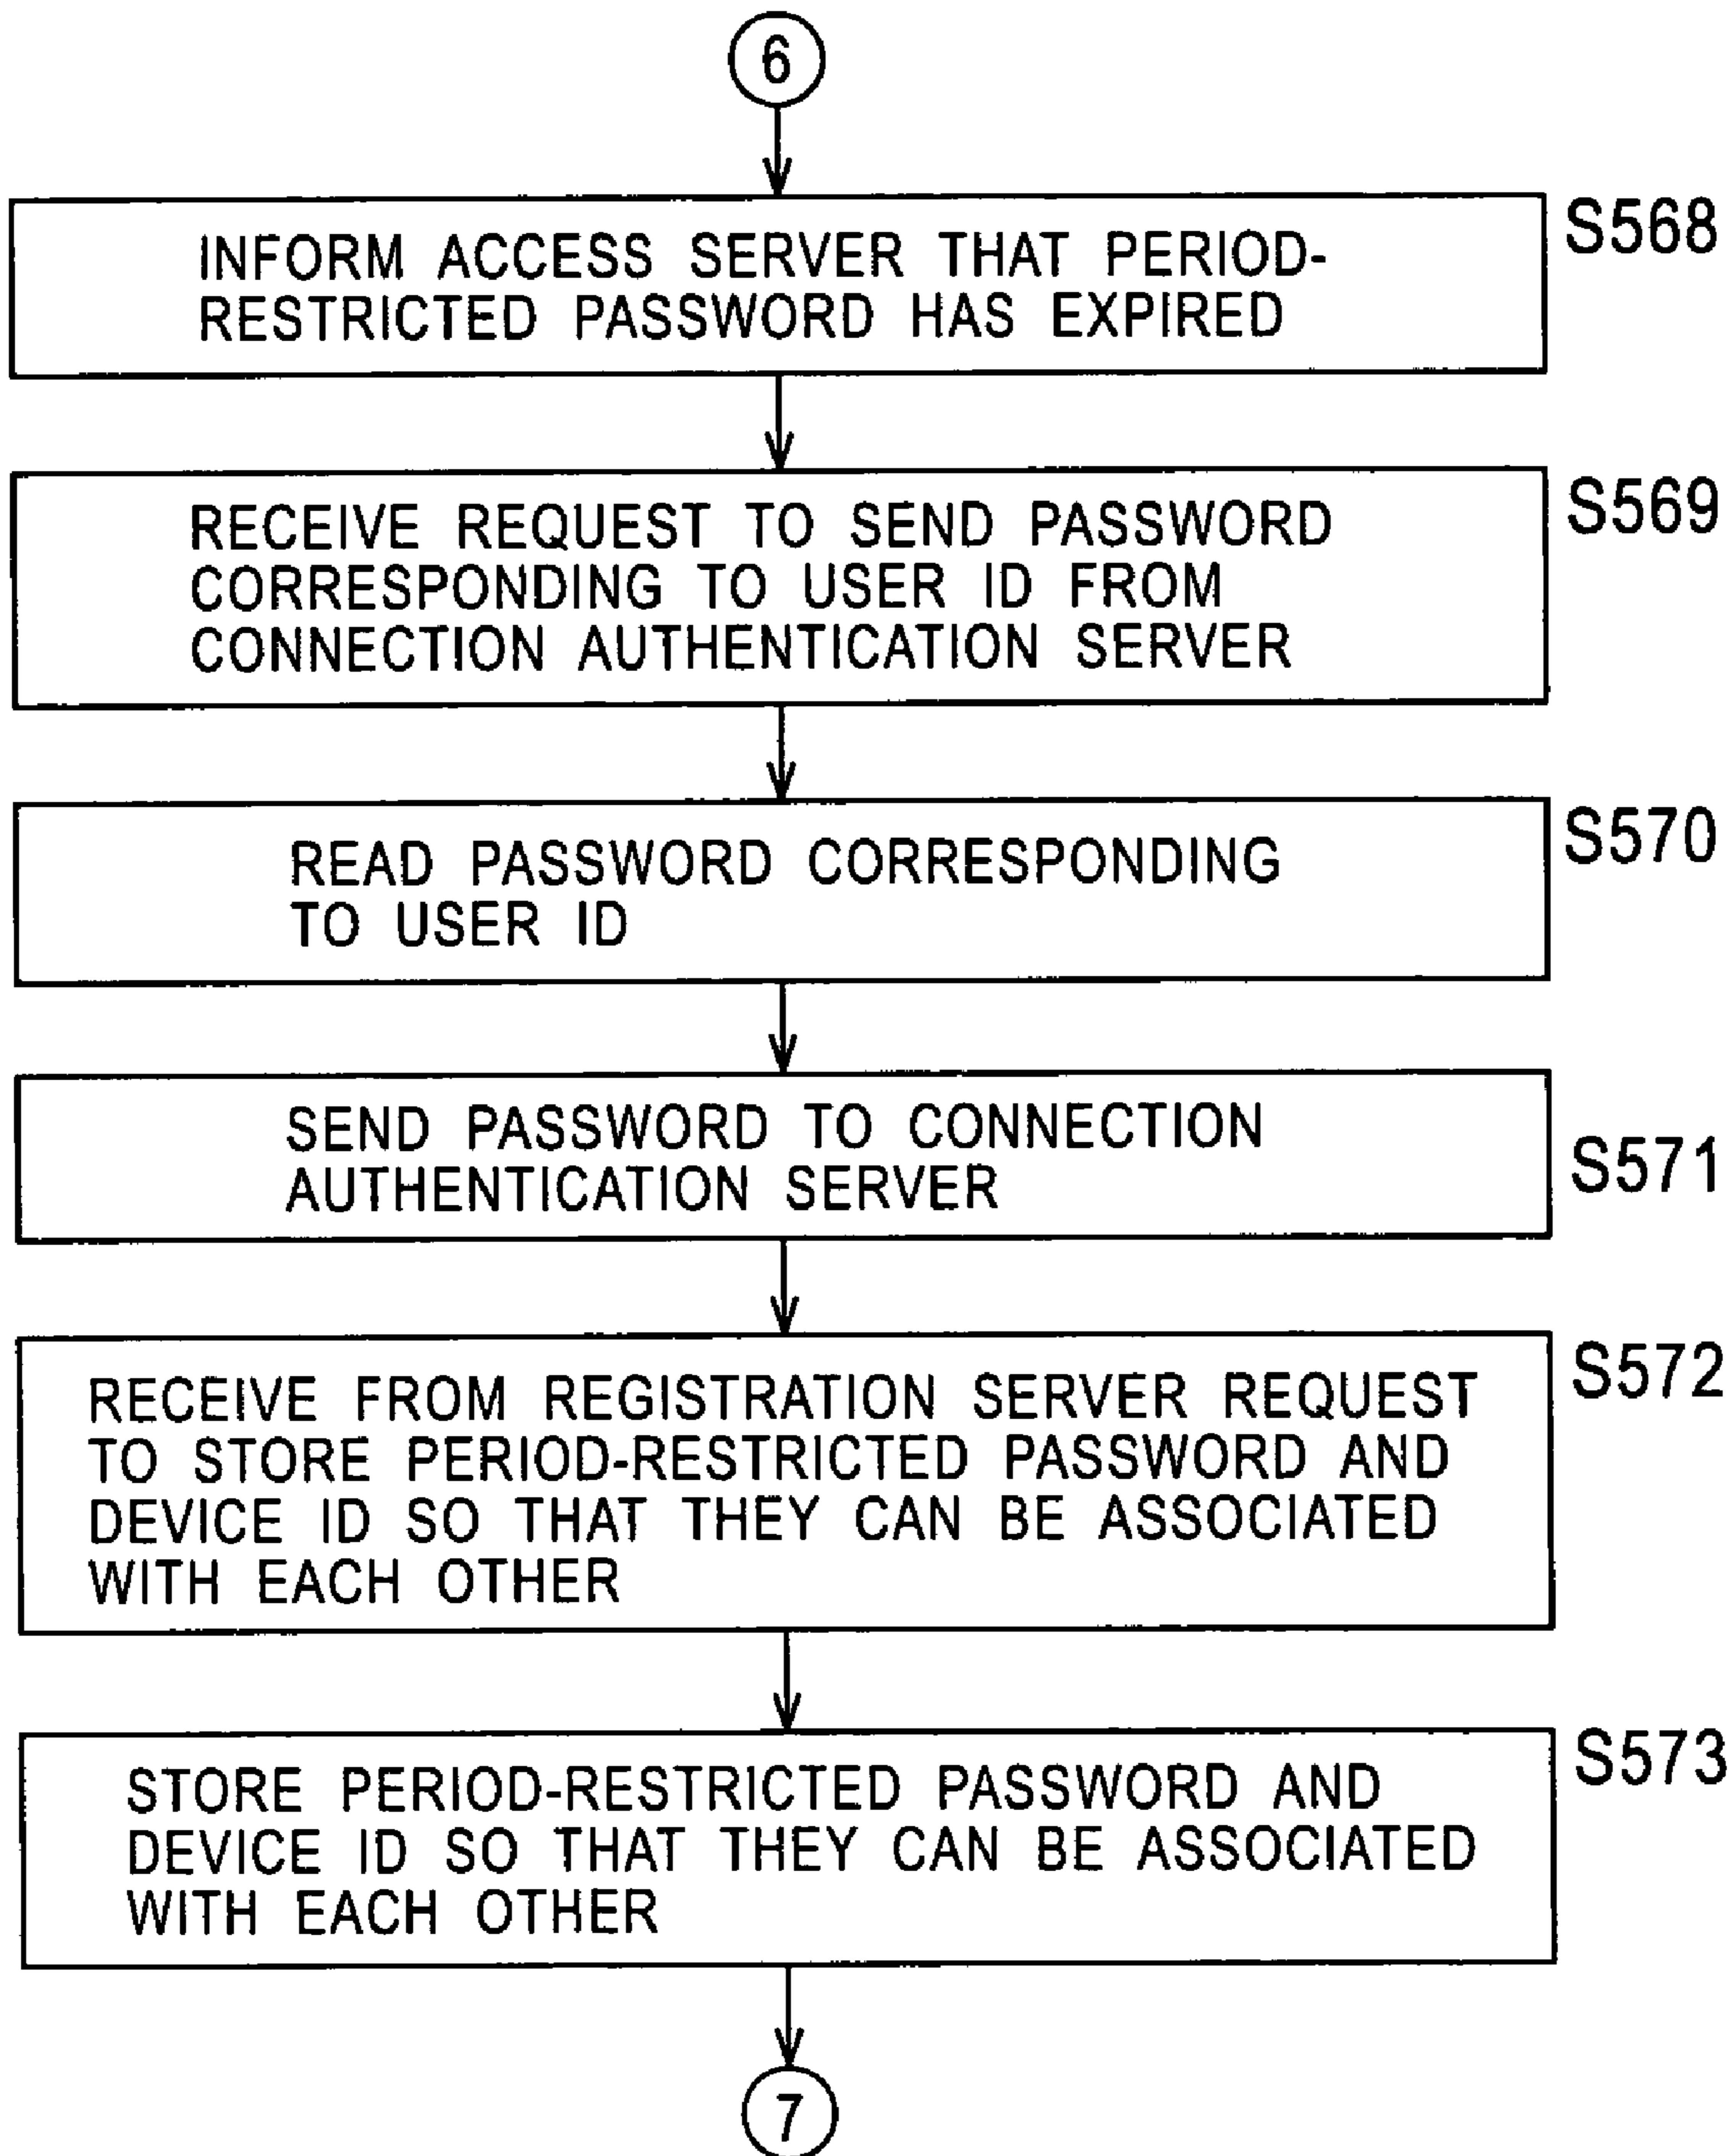 6
S568
INFORM ACCESS SERVER THAT PERIOD-
RESTRICTED PASSWORD HAS EXPIRED
S569
RECEIVE REQUEST TO SEND PASSWORD
CORRESPONDING TO USER ID FROM
CONNECTION AUTHENTICATION SERVER
S570
READ PASSWORD CORRESPONDING
TO USER ID
SEND PASSWORD TO CONNECTION
AUTHENTICATION SERVER
S571
S572
RECEIVE FROM REGISTRATION SERVER REQUEST
TO STORE PERIOD-RESTRICTED PASSWORD AND
DEVICE ID SO THAT THEY CAN BE ASSOCIATED
WITH EACH OTHER
S573
STORE PERIOD-RESTRICTED PASSWORD AND
DEVICE ID SO THAT THEY CAN BE ASSOCIATED
WITH EACH OTHER
7